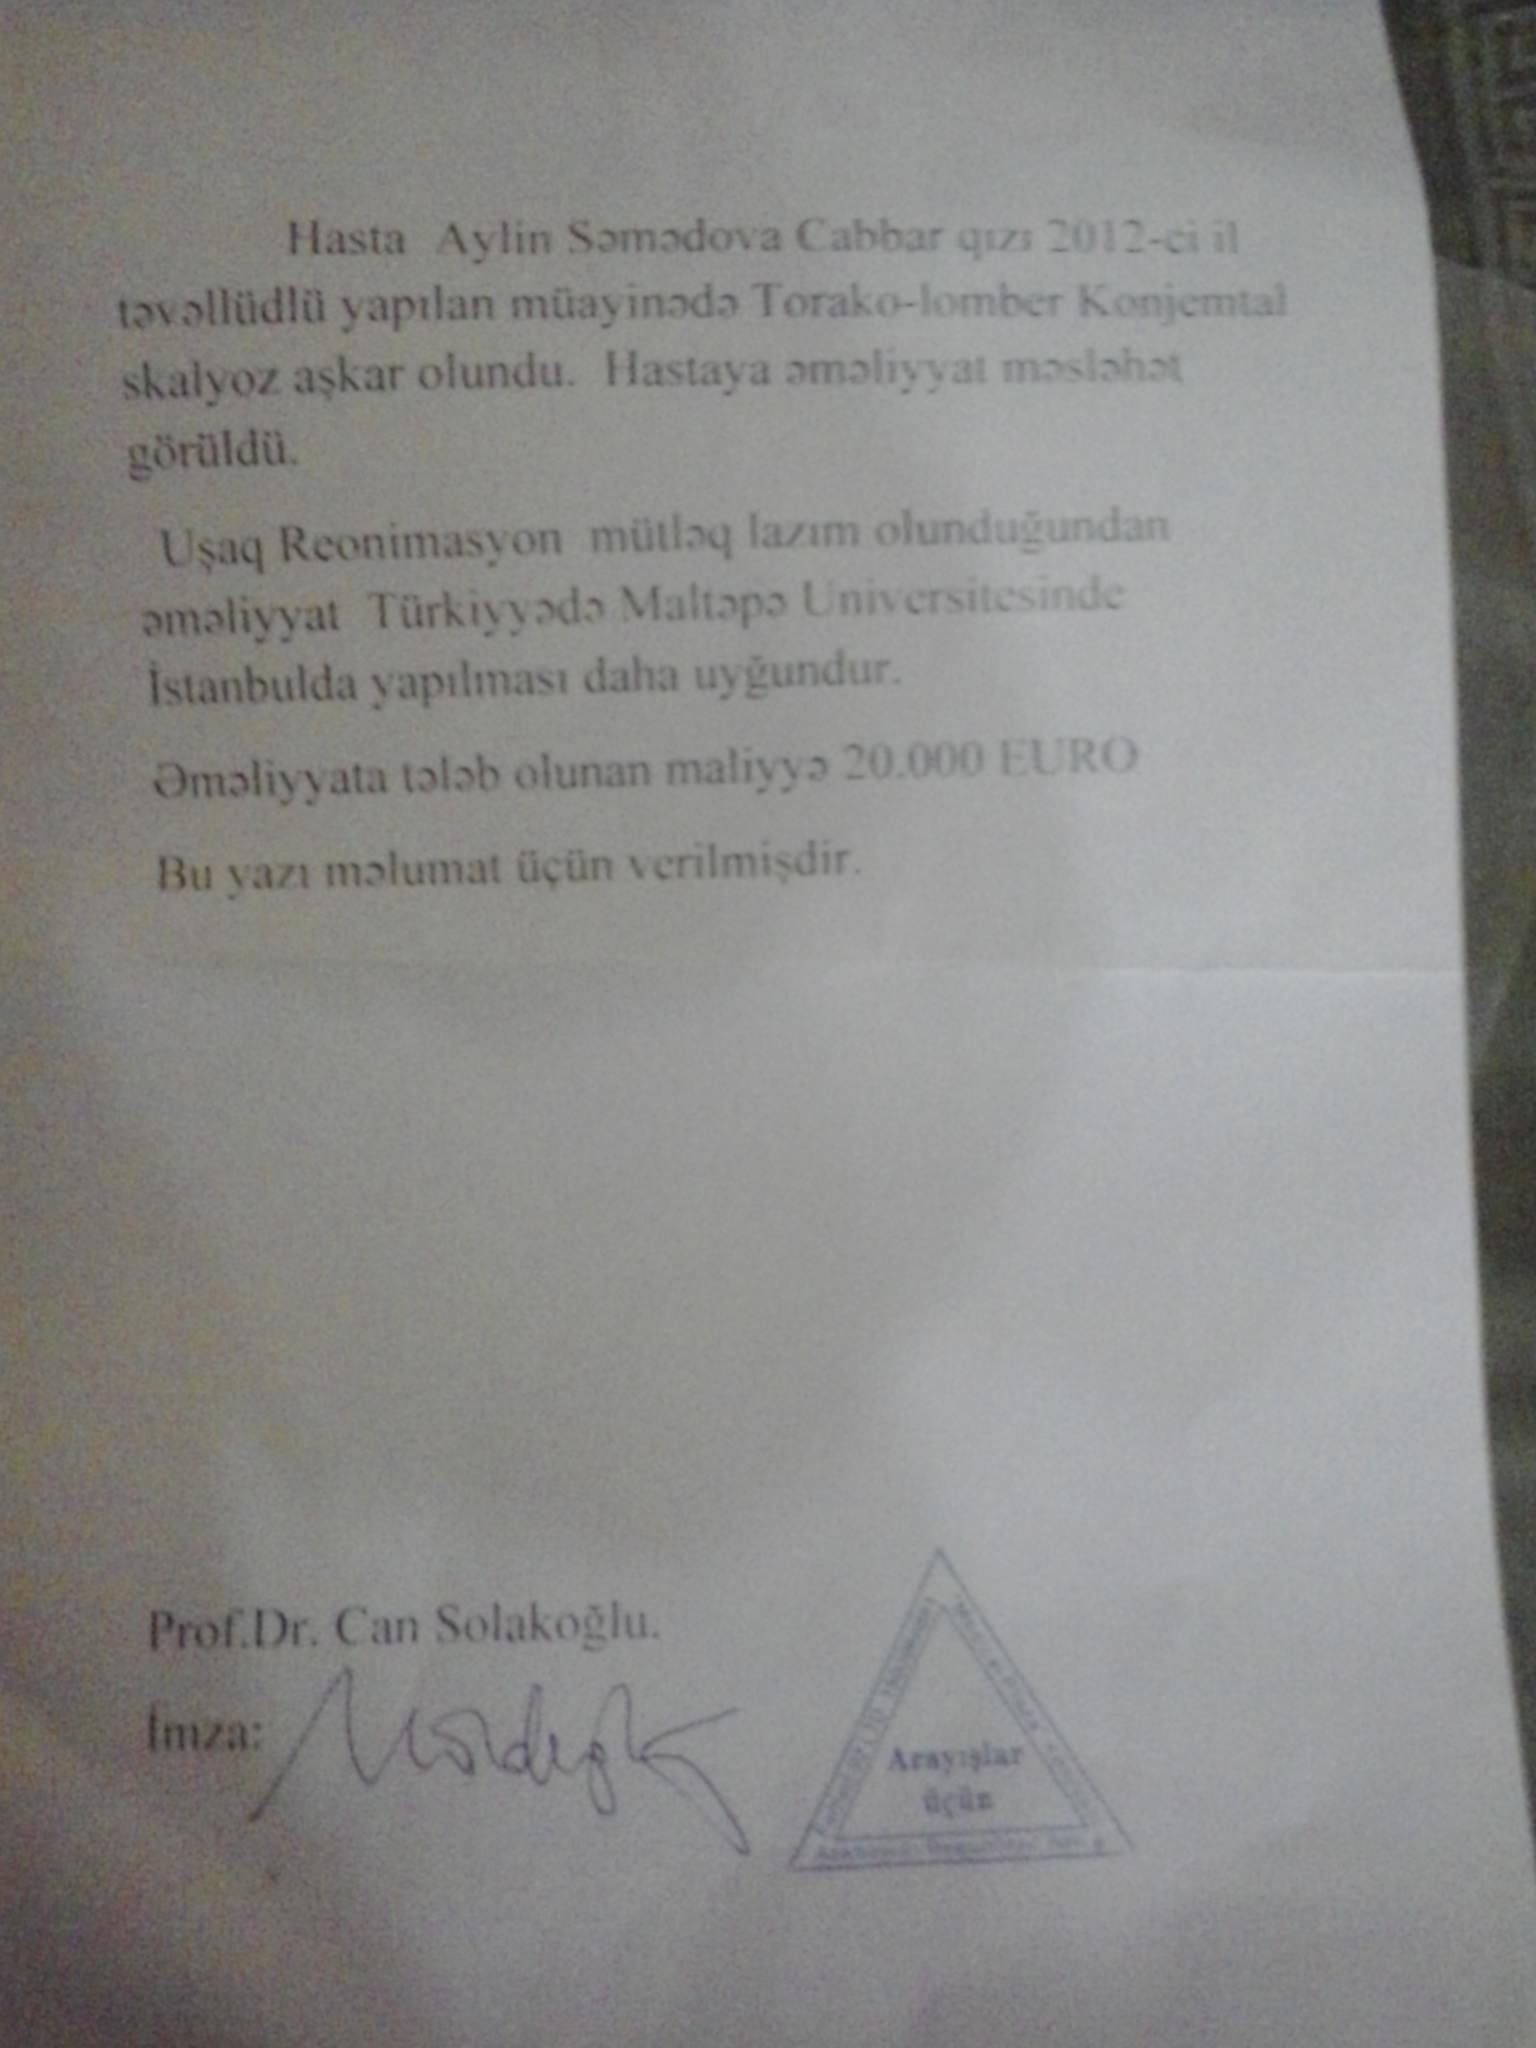 Hasta Aylin Səmədova Cabbar qızı 2012-ci il
təvəllüdlü yapılan müayinədə Torako-lomber Konjemtal
skalyoz aşkar olundu. Hastaya əməliyyat məsləhət
görüldü.
Uşaq Reonimasyon mütləq lazım olunduğundan
əməliyyat Türkiyyədə Maltəpə Universitesinde
İstanbulda yapılması daha uyğundur.
Əməliyyata tələb olunan maliyyə 20.000 EURO
Bu yazı məlumat üçün verilmişdir.
Prof.Dr. Can Solakoğlu.
İmza:
Arayışlar
üçün